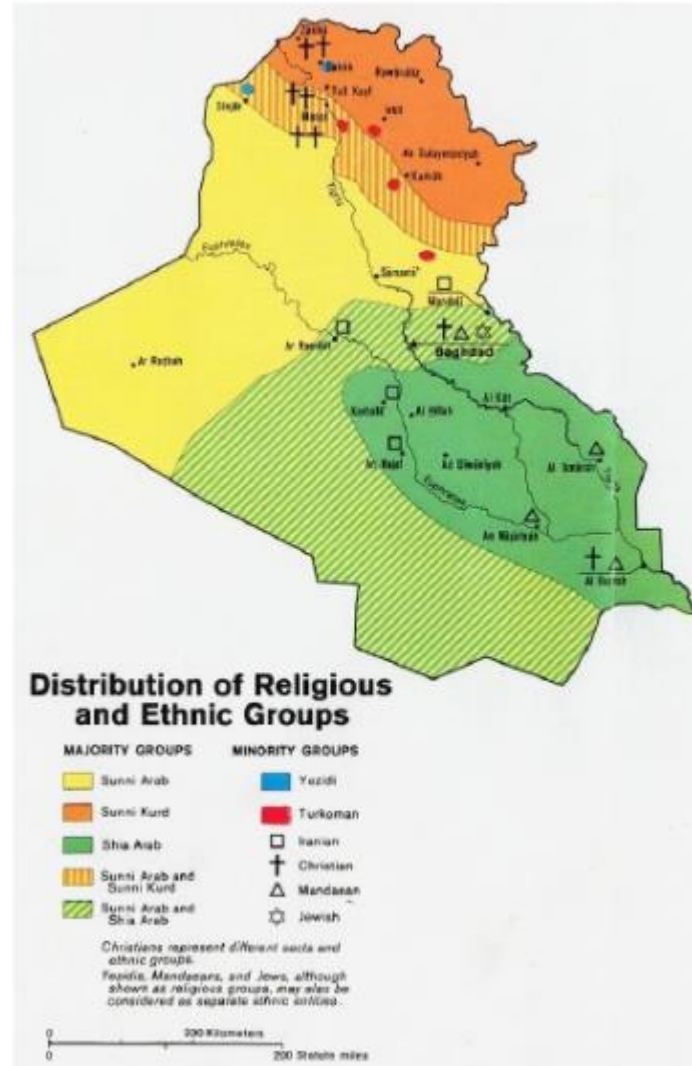 Zakho
Rawanduz
Tall Kayf
Sinjar
Mosul
Irbil
As Sulaymaniyah
Kirkuk
Tigris
Euphrates
Samarra
Mandali
Ar Ramadi
Baghdad
Ar Rutbah
Karbala
Al Hillah
Al Kut
An Najaf
Ad Diwaniyah
Al Amarah
Euphrates
An Nasiriyah
Al Basrah
Distribution of Religious
and Ethnic Groups
MAJORITY GROUPS
Sunni Arab
Sunni Kurd
Shia Arab
Sunni Arab and
Sunni Kurd
Sunni Arab and
Shia Arab
MINORITY GROUPS
Yezidi
Turkoman
Iranian
Christian
Mandaean
Jewish
Christians represent different sects and
ethnic groups.
Yezidis, Mandaeans, and Jews, although
shown as religious groups, may also be
considered as separate ethnic entities.
0 200 Kilometers
0 200 Statute miles